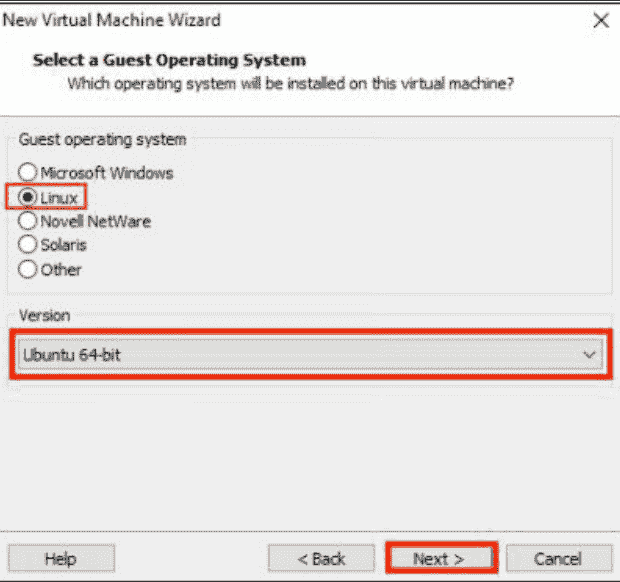 New Virtual Machine Wizard
Select a Guest Operating System
Which operating system will be installed on this virtual machine?
Guest operating system
Microsoft Windows
Linux
Novell NetWare
Solaris
Other
Version
Ubuntu 64-bit
Help
< Back
Next >
Cancel